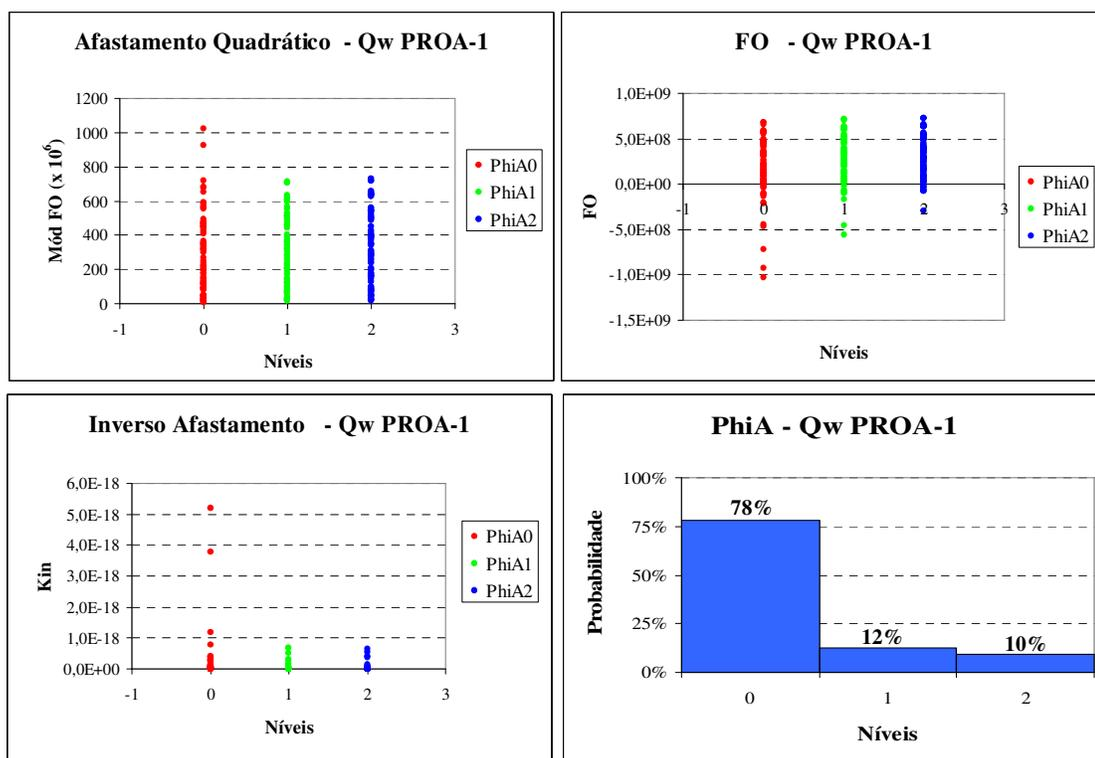 Afastamento Quadrático - Qw PROA-1
1200
1000
800
600
400
200
0
-1
0
1
2
3
Mód FO (x 10⁶)
Níveis
PhiA0
PhiA1
PhiA2
FO - Qw PROA-1
1,0E+09
5,0E+08
0,0E+00
-5,0E+08
-1,0E+09
-1,5E+09
-1
0
1
2
3
FO
Níveis
PhiA0
PhiA1
PhiA2
Inverso Afastamento - Qw PROA-1
6,0E-18
5,0E-18
4,0E-18
3,0E-18
2,0E-18
1,0E-18
0,0E+00
-1
0
1
2
3
Kin
Níveis
PhiA0
PhiA1
PhiA2
PhiA - Qw PROA-1
100%
75%
50%
25%
0%
78%
12%
10%
0
1
2
Probabilidade
Níveis